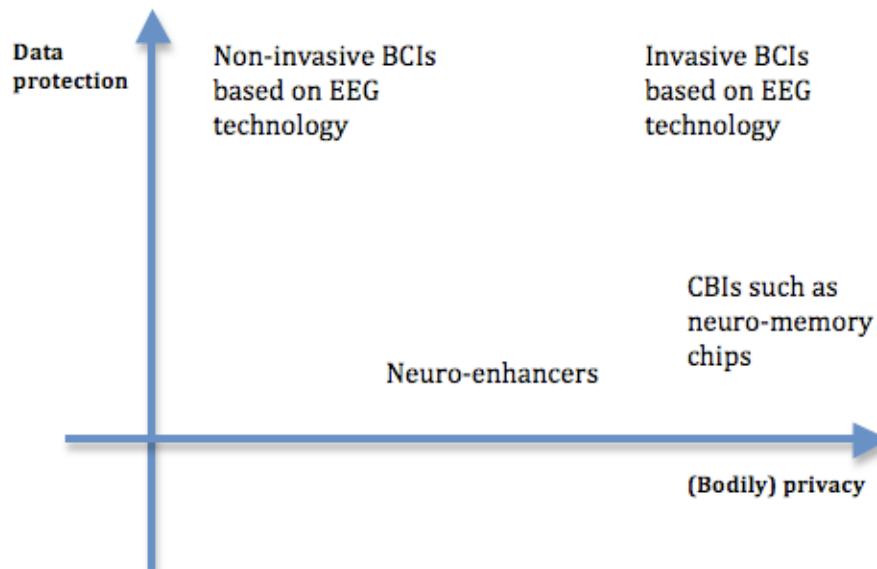 Data
protection
Non-invasive BCIs
based on EEG
technology
Invasive BCIs
based on EEG
technology
CBIs such as
neuro-memory
chips
Neuro-enhancers
(Bodily) privacy